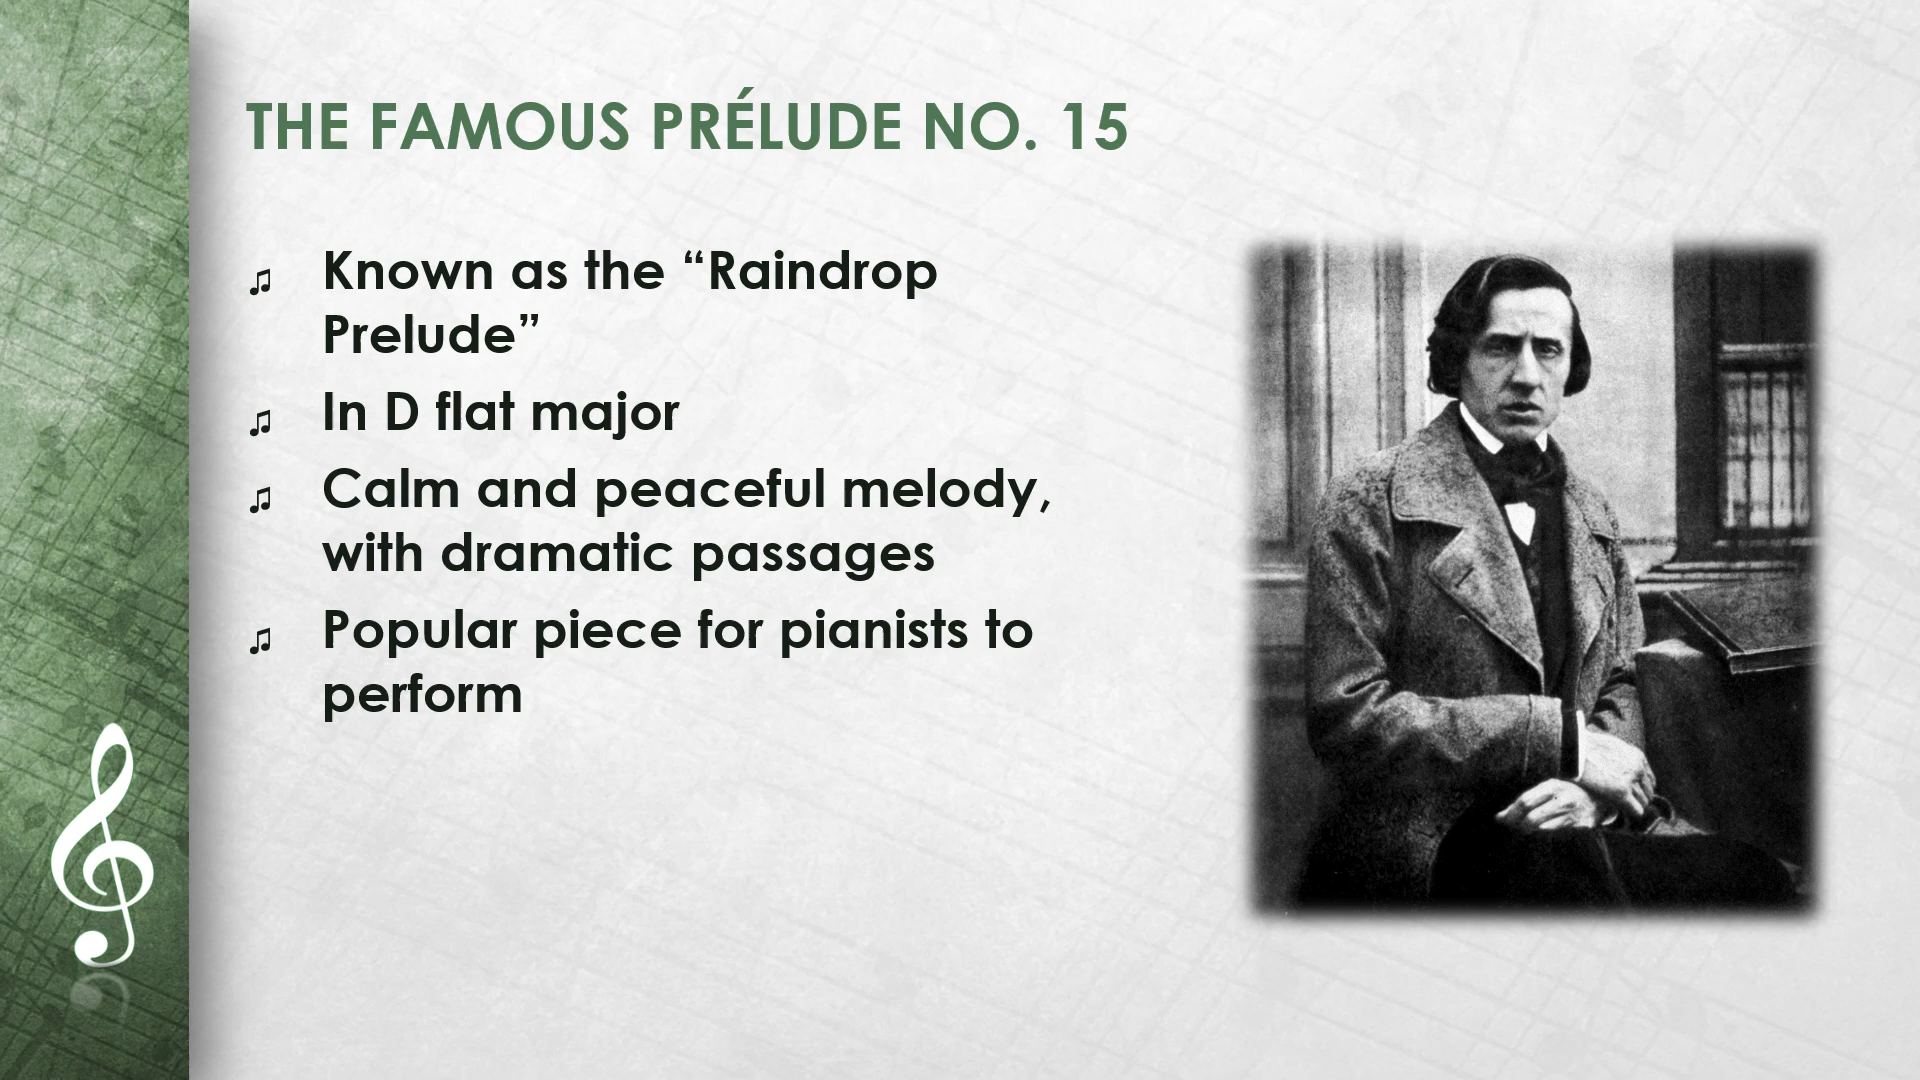 THE FAMOUS PRÉLUDE NO. 15
♫ Known as the “Raindrop
Prelude”
♫ In D flat major
♫ Calm and peaceful melody,
with dramatic passages
♫ Popular piece for pianists to
perform